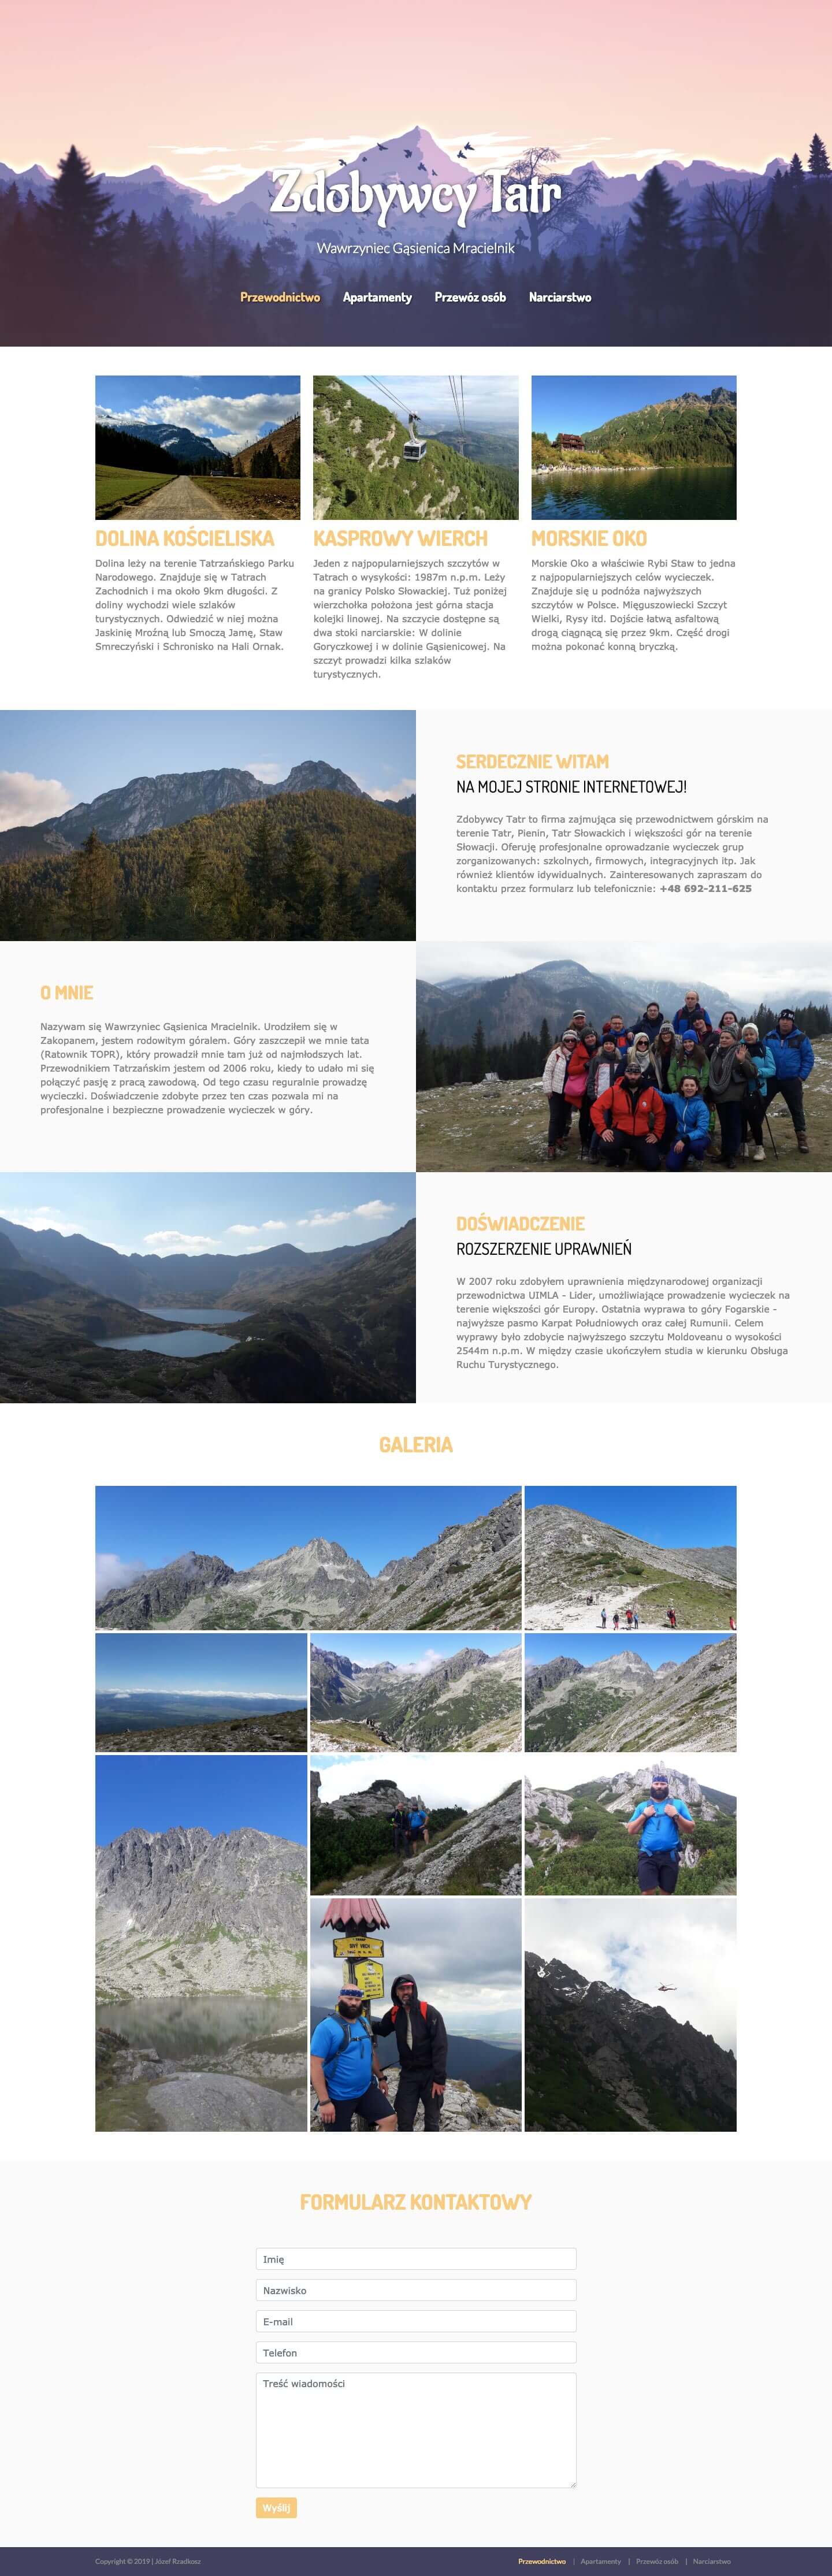 Zdobywcy Tatr
Wawrzyniec Gąsienica Mracielnik
Przewodnictwo Apartamenty Przewóz osób Narciarstwo
DOLINA KOŚCIELISKA
Dolina leży na terenie Tatrzańskiego Parku
Narodowego. Znajduje się w Tatrach
Zachodnich i ma około 9km długości. Z
doliny wychodzi wiele szlaków
turystycznych. Odwiedzić w niej można
Jaskinię Mroźną lub Smoczą Jamę, Staw
Smreczyński i Schronisko na Hali Ornak.
KASPROWY WIERCH
Jeden z najpopularniejszych szczytów w
Tatrach o wysykości: 1987m n.p.m. Leży
na granicy Polsko Słowackiej. Tuż poniżej
wierzchołka położona jest górna stacja
kolejki linowej. Na szczycie dostępne są
dwa stoki narciarskie: W dolinie
Goryczkowej i w dolinie Gąsienicowej. Na
szczyt prowadzi kilka szlaków
turystycznych.
MORSKIE OKO
Morskie Oko a właściwie Rybi Staw to jedna
z najpopularniejszych celów wycieczek.
Znajduje się u podnóża najwyższych
szczytów w Polsce. Mięguszowiecki Szczyt
Wielki, Rysy itd. Dojście łatwą asfaltową
drogą ciągnącą się przez 9km. Część drogi
można pokonać konną bryczką.
SERDECZNIE WITAM
NA MOJEJ STRONIE INTERNETOWEJ!
Zdobywcy Tatr to firma zajmująca się przewodnictwem górskim na
terenie Tatr, Pienin, Tatr Słowackich i większości gór na terenie
Słowacji. Oferuję profesjonalne oprowadzanie wycieczek grup
zorganizowanych: szkolnych, firmowych, integracyjnych itp. Jak
również klientów idywidualnych. Zainteresowanych zapraszam do
kontaktu przez formularz lub telefonicznie: +48 692-211-625
O MNIE
Nazywam się Wawrzyniec Gąsienica Mracielnik. Urodziłem się w
Zakopanem, jestem rodowitym góralem. Góry zaszczepił we mnie tata
(Ratownik TOPR), który prowadził mnie tam już od najmłodszych lat.
Przewodnikiem Tatrzańskim jestem od 2006 roku, kiedy to udało mi się
połączyć pasję z pracą zawodową. Od tego czasu reguralnie prowadzę
wycieczki. Doświadczenie zdobyte przez ten czas pozwala mi na
profesjonalne i bezpieczne prowadzenie wycieczek w góry.
DOŚWIADCZENIE
ROZSZERZENIE UPRAWNIEŃ
W 2007 roku zdobyłem uprawnienia międzynarodowej organizacji
przewodnictwa UIMLA - Lider, umożliwiające prowadzenie wycieczek na
terenie większości gór Europy. Ostatnia wyprawa to góry Fogarskie -
najwyższe pasmo Karpat Południowych oraz całej Rumunii. Celem
wyprawy było zdobycie najwyższego szczytu Moldoveanu o wysokości
2544m n.p.m. W między czasie ukończyłem studia w kierunku Obsługa
Ruchu Turystycznego.
GALERIA
FORMULARZ KONTAKTOWY
Imię
Nazwisko
E-mail
Telefon
Treść wiadomości
Wyślij
Copyright © 2019 | Józef Rzadkosz
Przewodnictwo | Apartamenty | Przewóz osób | Narciarstwo